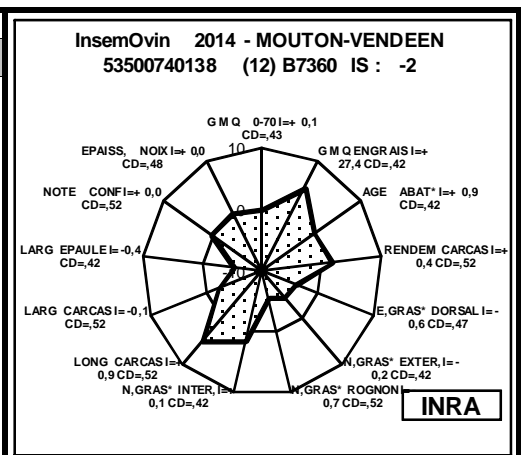 InsemOvin 2014 - MOUTON-VENDEEN
53500740138 (12) B7360 IS : -2
G M Q 0-70 I=+ 0,1
CD=,43
10
EPAISS, NOIX I=+ 0,0
CD=,48
G M Q ENGRAIS I=+
27,4 CD=,42
NOTE CONF I=+ 0,0
CD=,52
AGE ABAT* I=+ 0,9
CD=,42
LARG EPAULE I=-0,4
CD=,42
RENDEM CARCAS I=+
0,4 CD=,52
LARG CARCAS I=-0,1
CD=,52
E,GRAS* DORSAL I=-
0,6 CD=,47
LONG CARCAS I=+
0,9 CD=,52
N,GRAS* EXTER, I=-
0,2 CD=,42
N,GRAS* INTER, I=
0,1 CD=,42
N,GRAS* ROGNON I=
0,7 CD=,52
INRA